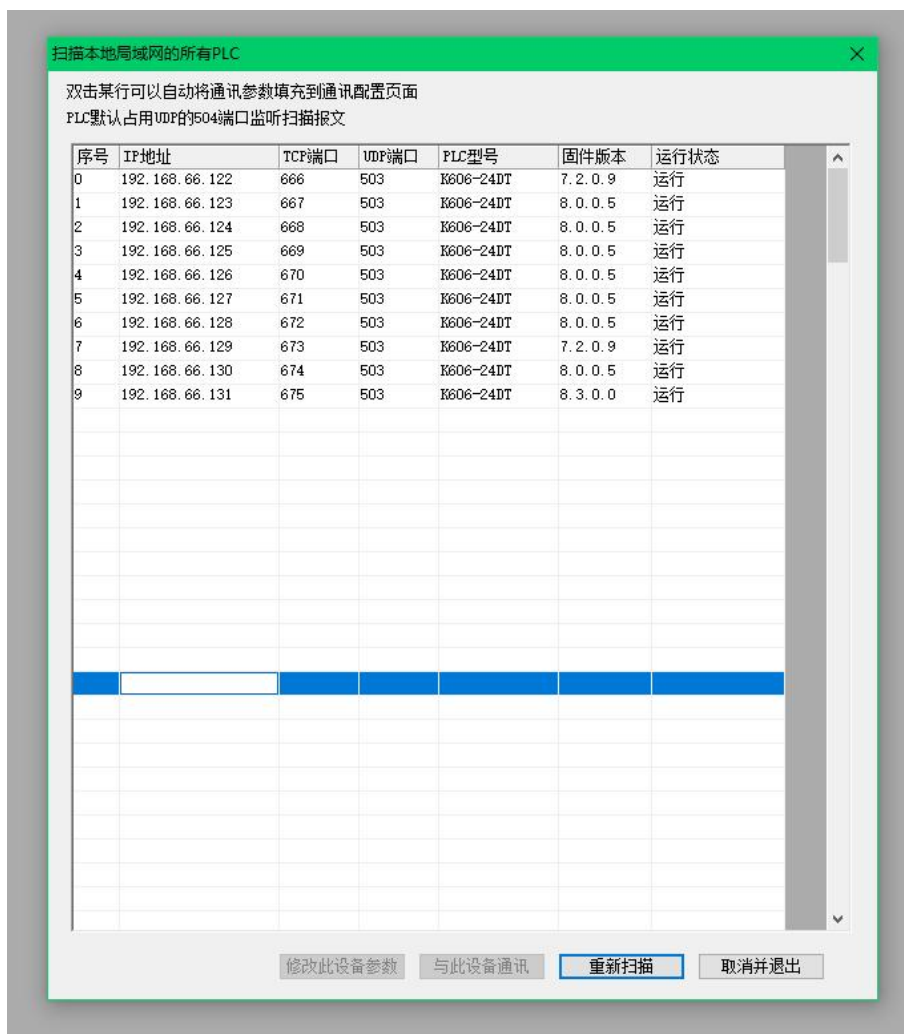 扫描本地局域网的所有PLC
双击某行可以自动将通讯参数填充到通讯配置页面
PLC默认占用UDP的504端口监听扫描报文
序号 IP地址 TCP端口 UDP端口 PLC型号 固件版本 运行状态
0 192.168.66.122 666 503 K606-24DT 7.2.0.9 运行
1 192.168.66.123 667 503 K606-24DT 8.0.0.5 运行
2 192.168.66.124 668 503 K606-24DT 8.0.0.5 运行
3 192.168.66.125 669 503 K606-24DT 8.0.0.5 运行
4 192.168.66.126 670 503 K606-24DT 8.0.0.5 运行
5 192.168.66.127 671 503 K606-24DT 8.0.0.5 运行
6 192.168.66.128 672 503 K606-24DT 8.0.0.5 运行
7 192.168.66.129 673 503 K606-24DT 7.2.0.9 运行
8 192.168.66.130 674 503 K606-24DT 8.0.0.5 运行
9 192.168.66.131 675 503 K606-24DT 8.3.0.0 运行
修改此设备参数 与此设备通讯 重新扫描 取消并退出